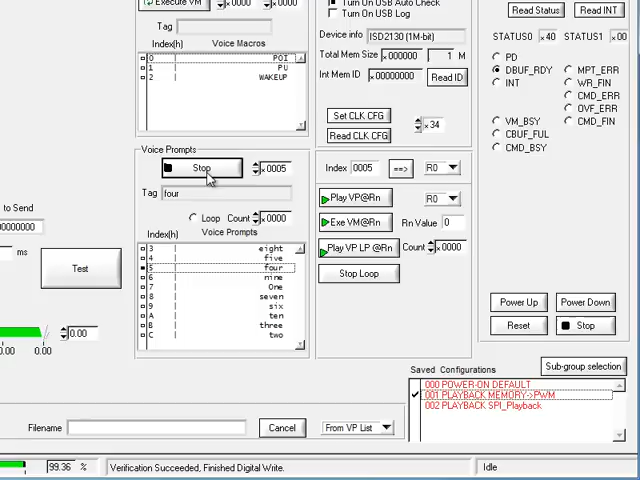 Execute VM x0000 x0000
Tag
Index(h) Voice Macros
0 POI
1 PU
2 WAKEUP
Turn On USB Auto Check
Turn On USB Log
Device info ISD2130 (1M-bit)
Total Mem Size x000000 1 M
Int Mem ID x00000000 Read ID
Set CLK CFG
Read CLK CFG
x34
Read Status Read INT
STATUS0 x40 STATUS1 x00
PD
DBUF_RDY
INT
VM_BSY
CBUF_FUL
CMD_BSY
MPT_ERR
WR_FIN
CMD_ERR
OVF_ERR
CMD_FIN
Voice Prompts
Stop x0005
Tag four
Loop Count x0000
Index(h) Voice Prompts
3 eight
4 five
5 four
6 nine
7 One
8 seven
9 six
A ten
B three
C two
Index 0005 ==> R0
Play VP@Rn R0
Exe VM@Rn Rn Value 0
Play VP LP @Rn Count x0000
Stop Loop
to Send
0000000
ms
Test
0.00
0.00 0.00
Power Up Power Down
Reset Stop
Sub-group selection
Saved Configurations
000 POWER-ON DEFAULT
001 PLAYBACK MEMORY->PWM
002 PLAYBACK SPI_Playback
Filename Cancel From VP List
99.36 % Verification Succeeded, Finished Digital Write. Idle